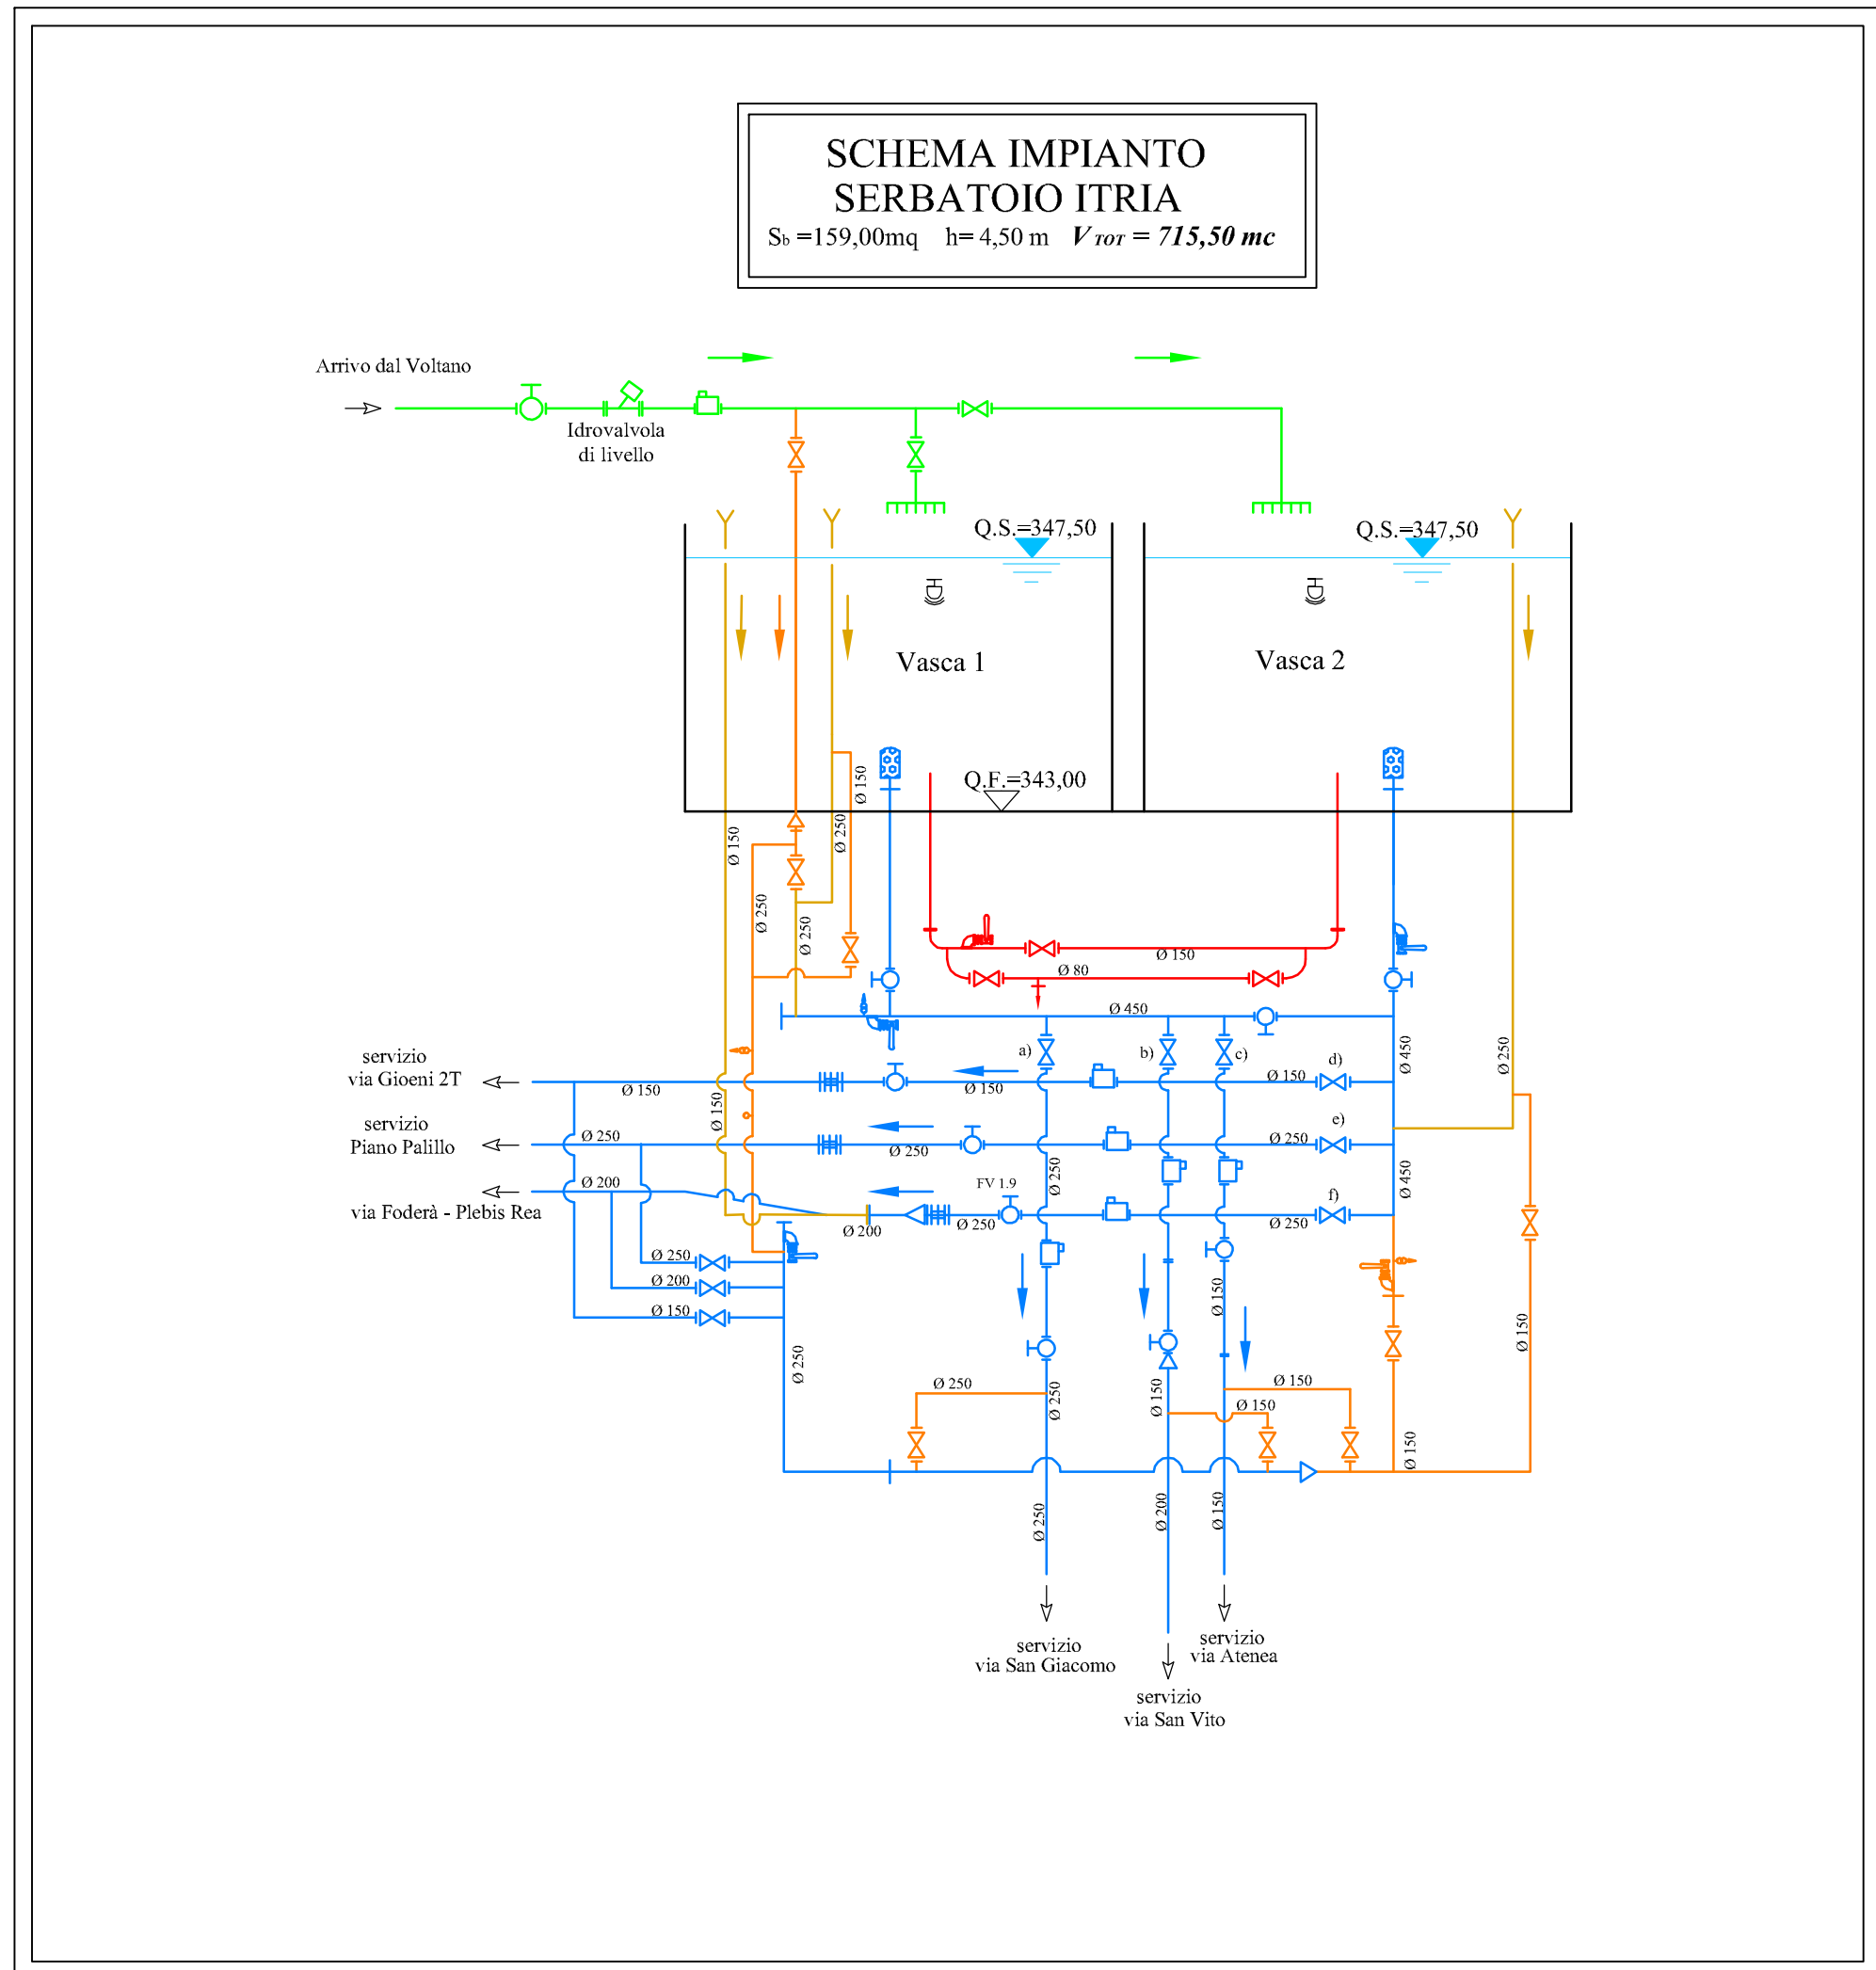 SCHEMA IMPIANTO
SERBATOIO ITRIA
Sb =159,00mq h= 4,50 m V TOT = 715,50 mc
Arrivo dal Voltano
Idrovalvola
di livello
Q.S.=347,50
Q.S.=347,50
Vasca 1
Vasca 2
Q.F.=343,00
Ø 150
Ø 150
Ø 250
Ø 250
Ø 250
Ø 150
Ø 80
Ø 450
a)
b)
c)
d)
Ø 450
Ø 250
servizio
via Gioeni 2T
Ø 150
Ø 150
Ø 150
Ø 150
servizio
Piano Palillo
Ø 250
Ø 250
Ø 250
Ø 250
e)
Ø 450
via Foderà - Plebis Rea
Ø 200
Ø 200
Ø 250
FV 1.9
Ø 250
f)
Ø 250
Ø 200
Ø 150
Ø 250
Ø 150
Ø 150
Ø 250
Ø 250
Ø 150
Ø 150
Ø 150
Ø 150
Ø 250
Ø 200
Ø 150
servizio
via San Giacomo
servizio
via Atenea
servizio
via San Vito